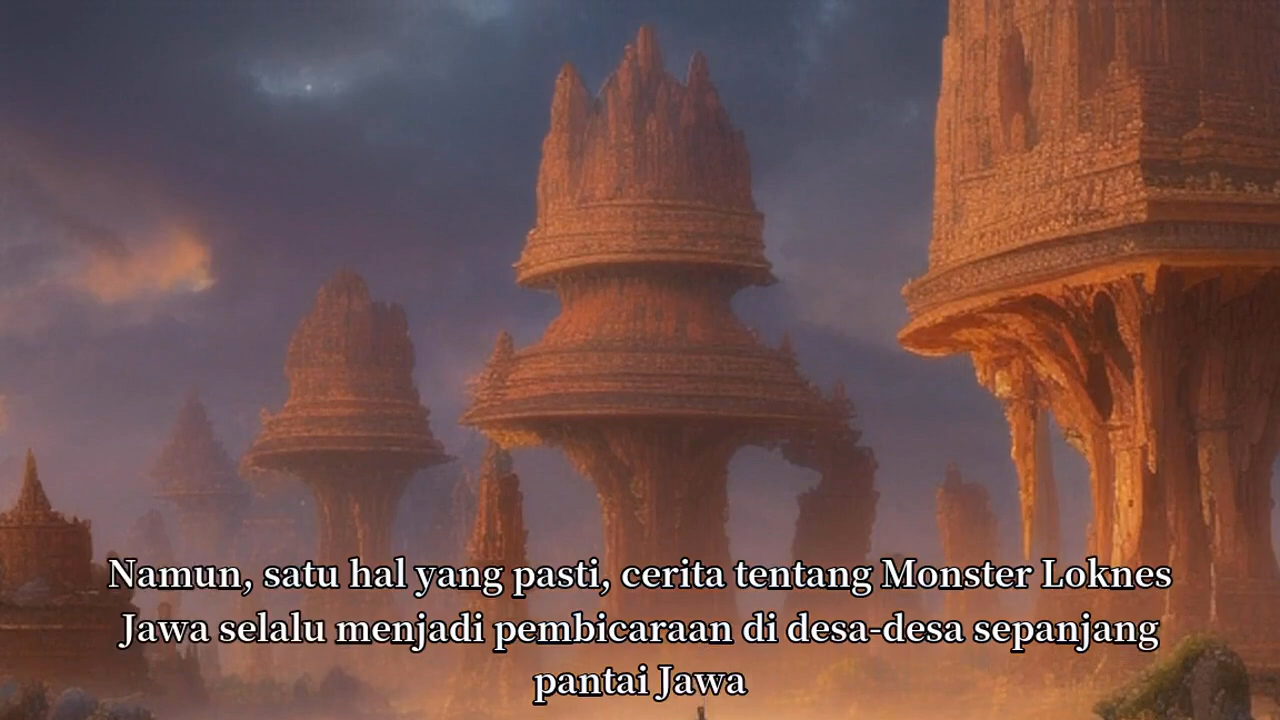 Namun, satu hal yang pasti, cerita tentang Monster Loknes
Jawa selalu menjadi pembicaraan di desa-desa sepanjang
pantai Jawa